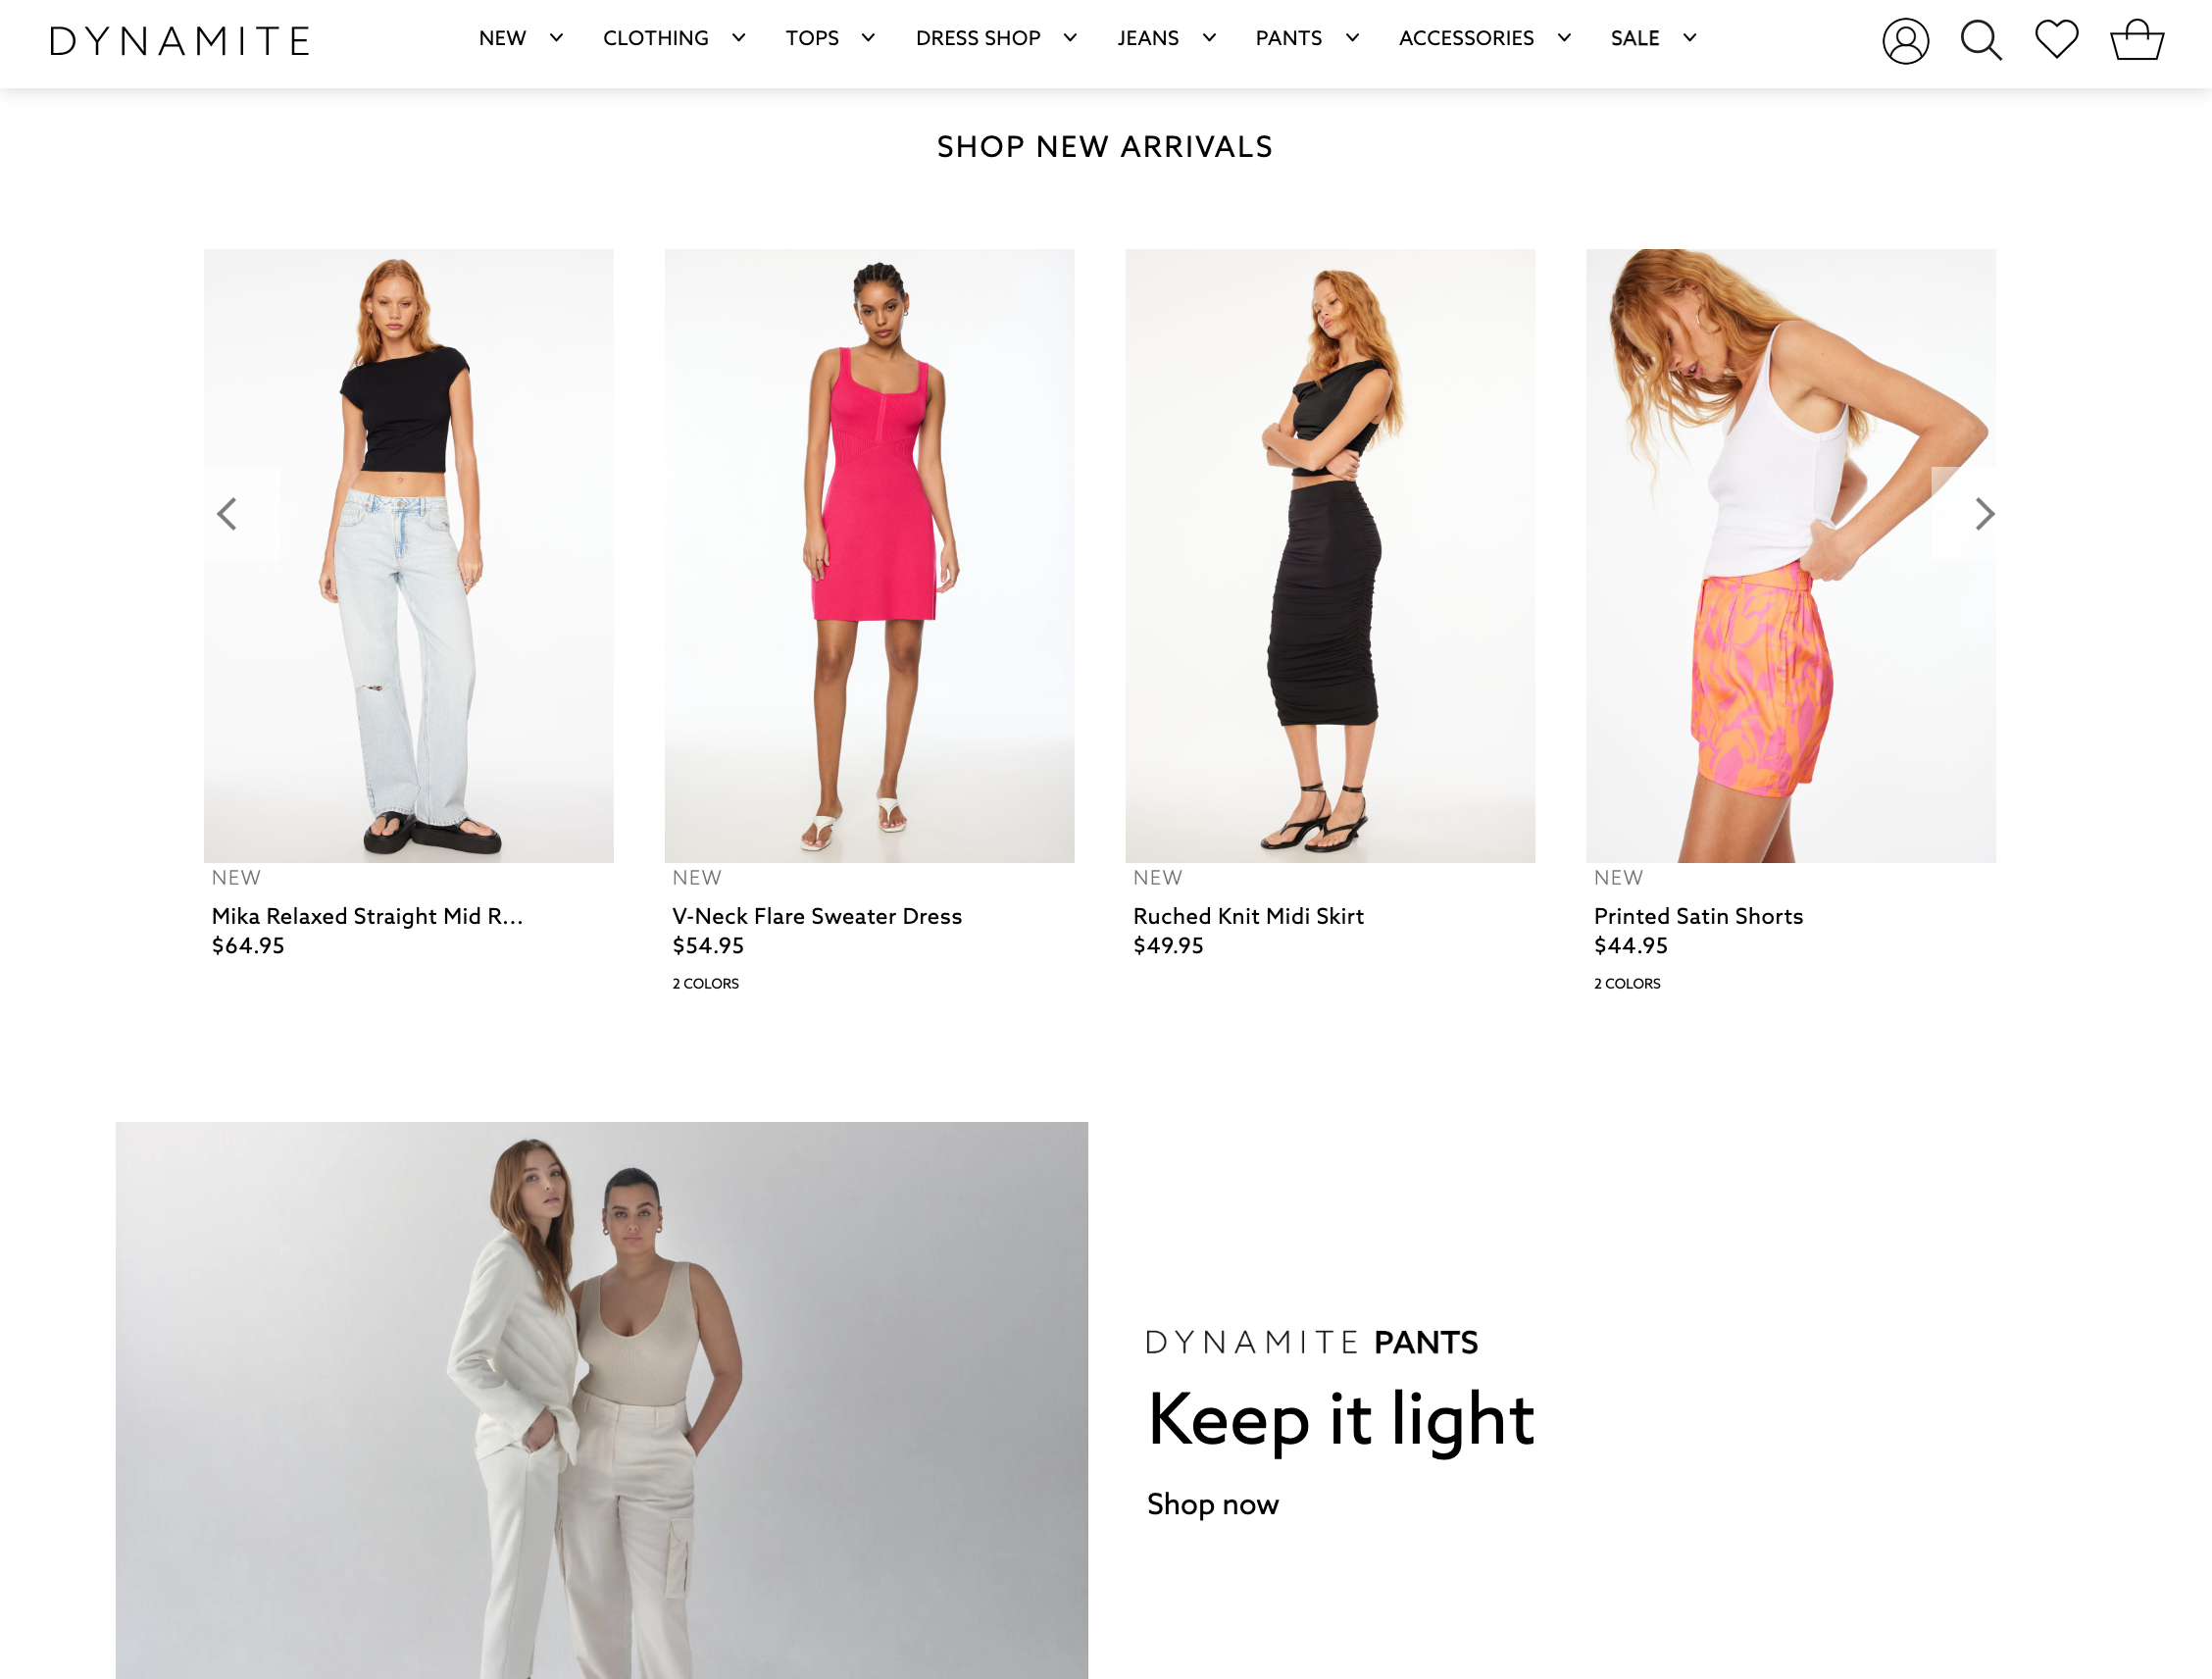 DYNAMITE
NEW
CLOTHING
TOPS
DRESS SHOP
JEANS
PANTS
ACCESSORIES
SALE
SHOP NEW ARRIVALS
NEW
Mika Relaxed Straight Mid R...
$64.95
NEW
V-Neck Flare Sweater Dress
$54.95
2 COLORS
NEW
Ruched Knit Midi Skirt
$49.95
NEW
Printed Satin Shorts
$44.95
2 COLORS
DYNAMITE PANTS
Keep it light
Shop now